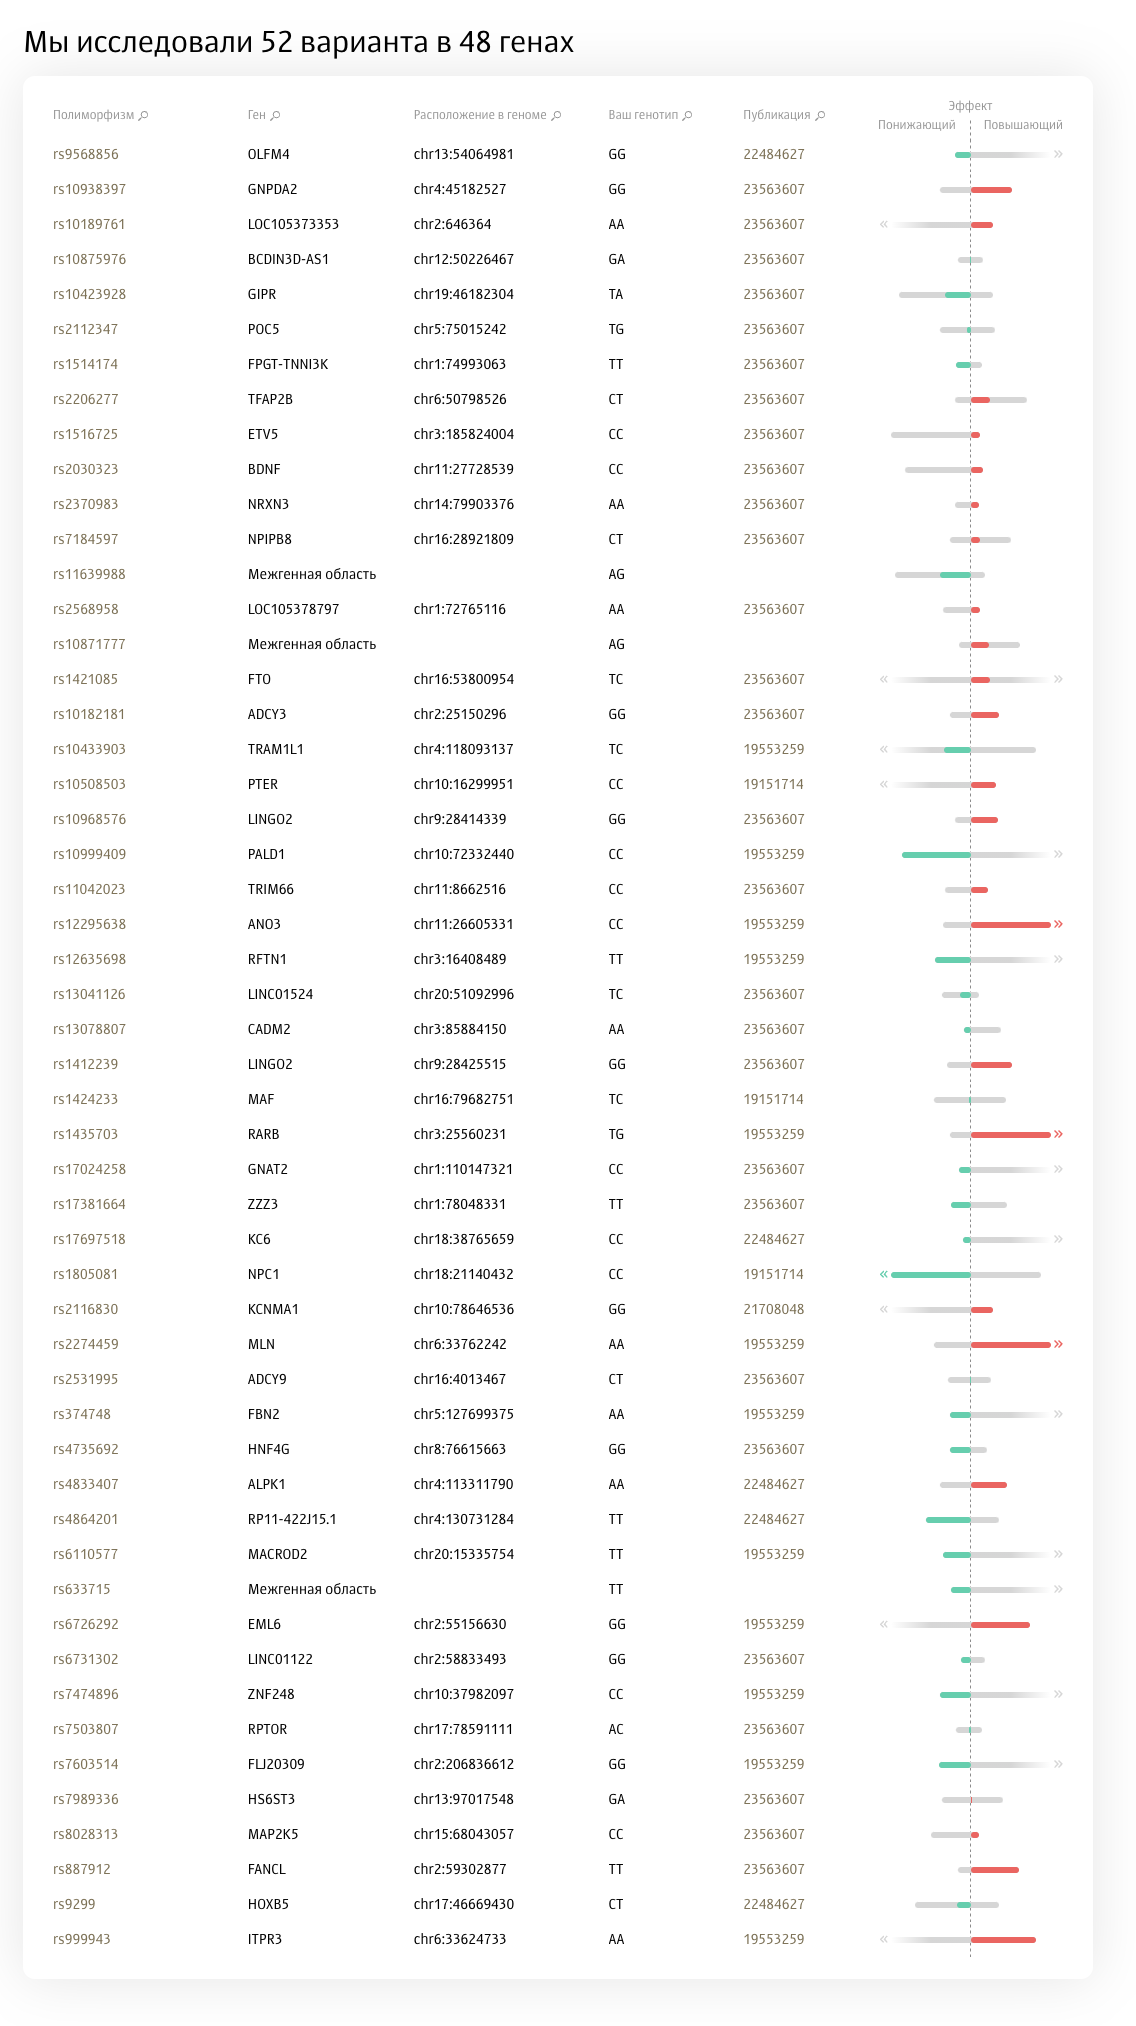 Мы исследовали 52 варианта в 48 генах
Полиморфизм Ген Расположение в геноме Ваш генотип Публикация Эффект
Понижающий Повышающий
rs9568856 OLFM4 chr13:54064981 GG 22484627 »
rs10938397 GNPDA2 chr4:45182527 GG 23563607
rs10189761 LOC105373353 chr2:646364 AA 23563607 «
rs10875976 BCDIN3D-AS1 chr12:50226467 GA 23563607
rs10423928 GIPR chr19:46182304 TA 23563607
rs2112347 POC5 chr5:75015242 TG 23563607
rs1514174 FPGT-TNNI3K chr1:74993063 TT 23563607
rs2206277 TFAP2B chr6:50798526 CT 23563607
rs1516725 ETV5 chr3:185824004 CC 23563607
rs2030323 BDNF chr11:27728539 CC 23563607
rs2370983 NRXN3 chr14:79903376 AA 23563607
rs7184597 NPIPB8 chr16:28921809 CT 23563607
rs11639988 Межгенная область AG
rs2568958 LOC105378797 chr1:72765116 AA 23563607
rs10871777 Межгенная область AG
rs1421085 FTO chr16:53800954 TC 23563607 « »
rs10182181 ADCY3 chr2:25150296 GG 23563607
rs10433903 TRAM1L1 chr4:118093137 TC 19553259 «
rs10508503 PTER chr10:16299951 CC 19151714 «
rs10968576 LINGO2 chr9:28414339 GG 23563607
rs10999409 PALD1 chr10:72332440 CC 19553259 »
rs11042023 TRIM66 chr11:8662516 CC 23563607
rs12295638 ANO3 chr11:26605331 CC 19553259 »
rs12635698 RFTN1 chr3:16408489 TT 19553259 »
rs13041126 LINC01524 chr20:51092996 TC 23563607
rs13078807 CADM2 chr3:85884150 AA 23563607
rs1412239 LINGO2 chr9:28425515 GG 23563607
rs1424233 MAF chr16:79682751 TC 19151714
rs1435703 RARB chr3:25560231 TG 19553259 »
rs17024258 GNAT2 chr1:110147321 CC 23563607 »
rs17381664 ZZZ3 chr1:78048331 TT 23563607
rs17697518 KC6 chr18:38765659 CC 22484627 »
rs1805081 NPC1 chr18:21140432 CC 19151714 «
rs2116830 KCNMA1 chr10:78646536 GG 21708048 «
rs2274459 MLN chr6:33762242 AA 19553259 »
rs2531995 ADCY9 chr16:4013467 CT 23563607
rs374748 FBN2 chr5:127699375 AA 19553259 »
rs4735692 HNF4G chr8:76615663 GG 23563607
rs4833407 ALPK1 chr4:113311790 AA 22484627
rs4864201 RP11-422J15.1 chr4:130731284 TT 22484627
rs6110577 MACROD2 chr20:15335754 TT 19553259 »
rs633715 Межгенная область TT »
rs6726292 EML6 chr2:55156630 GG 19553259 «
rs6731302 LINC01122 chr2:58833493 GG 23563607
rs7474896 ZNF248 chr10:37982097 CC 19553259 »
rs7503807 RPTOR chr17:78591111 AC 23563607
rs7603514 FLJ20309 chr2:206836612 GG 19553259 »
rs7989336 HS6ST3 chr13:97017548 GA 23563607
rs8028313 MAP2K5 chr15:68043057 CC 23563607
rs887912 FANCL chr2:59302877 TT 23563607
rs9299 HOXB5 chr17:46669430 CT 22484627
rs999943 ITPR3 chr6:33624733 AA 19553259 «